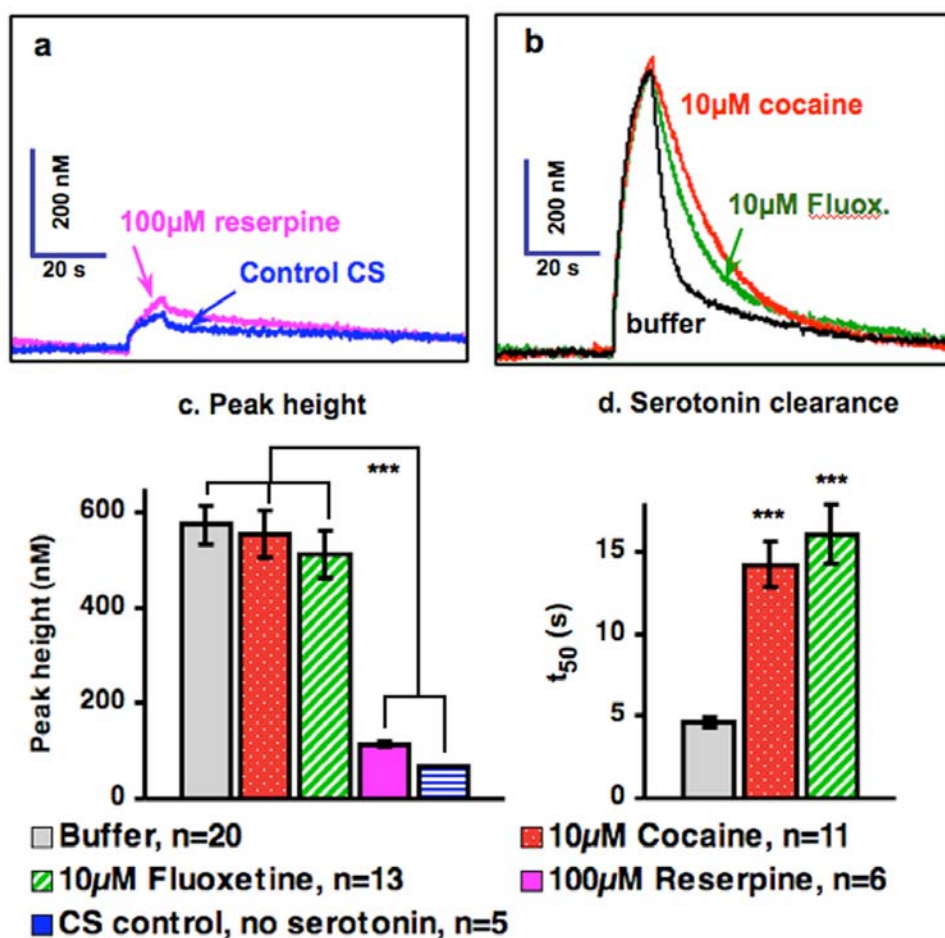 a
200 nM
20 s
100µM reserpine
Control CS
b
200 nM
20 s
10µM cocaine
10µM Fluox.
buffer
c. Peak height
Peak height (nM)
600
400
200
0
***
d. Serotonin clearance
t50 (s)
15
10
5
0
***
***
Buffer, n=20
10µM Cocaine, n=11
10µM Fluoxetine, n=13
100µM Reserpine, n=6
CS control, no serotonin, n=5